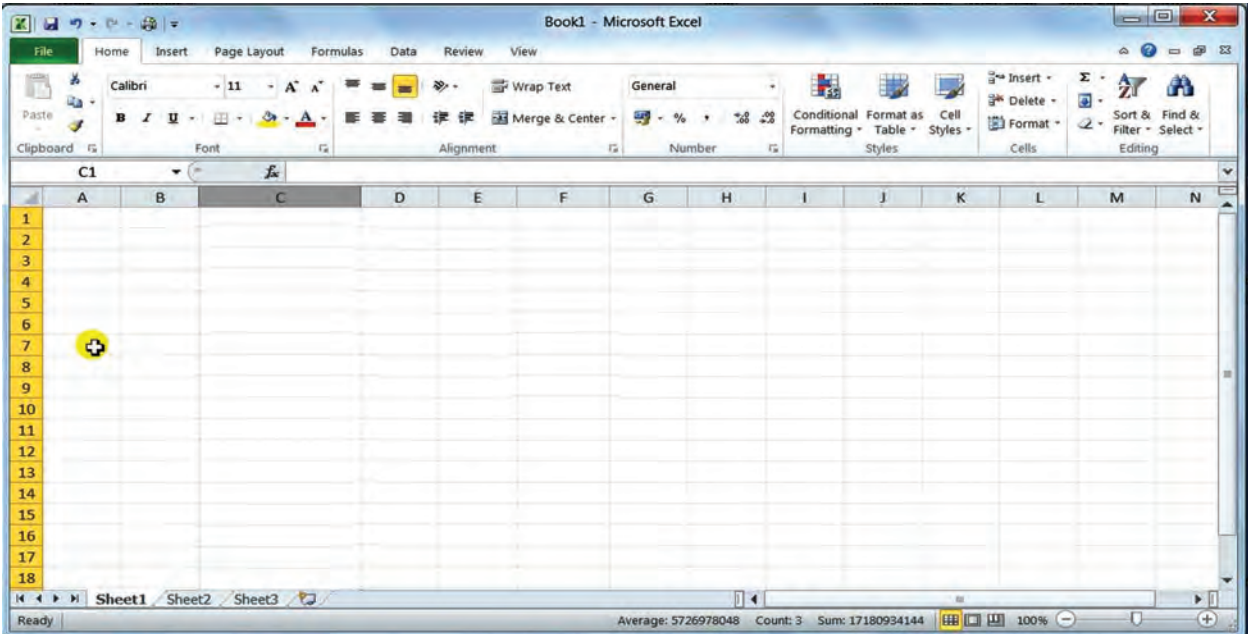 Book1 - Microsoft Excel
File Home Insert Page Layout Formulas Data Review View
Calibri 11 A A Wrap Text General Σ
Insert
Delete
Format
Paste B I U A Merge & Center % , .00 Conditional Formatting Format as Table Cell Styles Sort & Filter Find & Select
Clipboard Font Alignment Number Styles Cells Editing
C1 fx
A B C D E F G H I J K L M N
1
2
3
4
5
6
7
8
9
10
11
12
13
14
15
16
17
18
Sheet1 Sheet2 Sheet3
Ready Average: 5726978048 Count: 3 Sum: 17180934144 100%